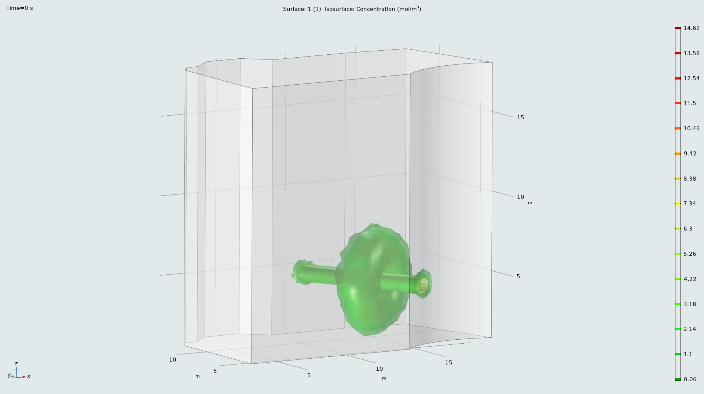 Time=0 s
Surface: 1 (1) Isosurface: Concentration (mol/m³)
14.62
13.58
12.54
11.5
10.46
9.42
8.38
7.34
6.3
5.26
4.22
3.18
2.14
1.1
0.06
15
10
m
5
10
5
m
5
10
m
15
z
y
x